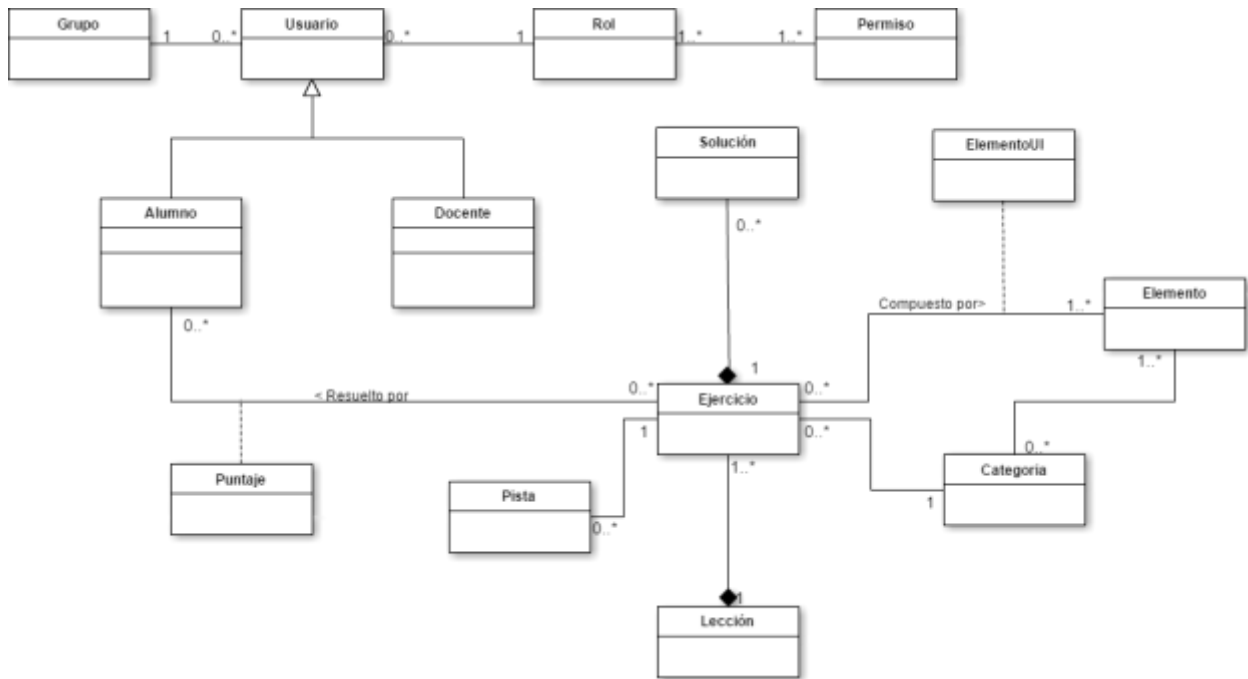 Grupo
1
0..*
Usuario
0..*
1
Rol
1..*
1..*
Permiso
Solución
0..*
ElementoUI
Alumno
0..*
Docente
Compuesto por>
1..*
Elemento
1..*
1
< Resuelto por
0..*
Ejercicio
0..*
1
0..*
1..*
0..*
Categoria
1
Puntaje
Pista
0..*
1
Lección